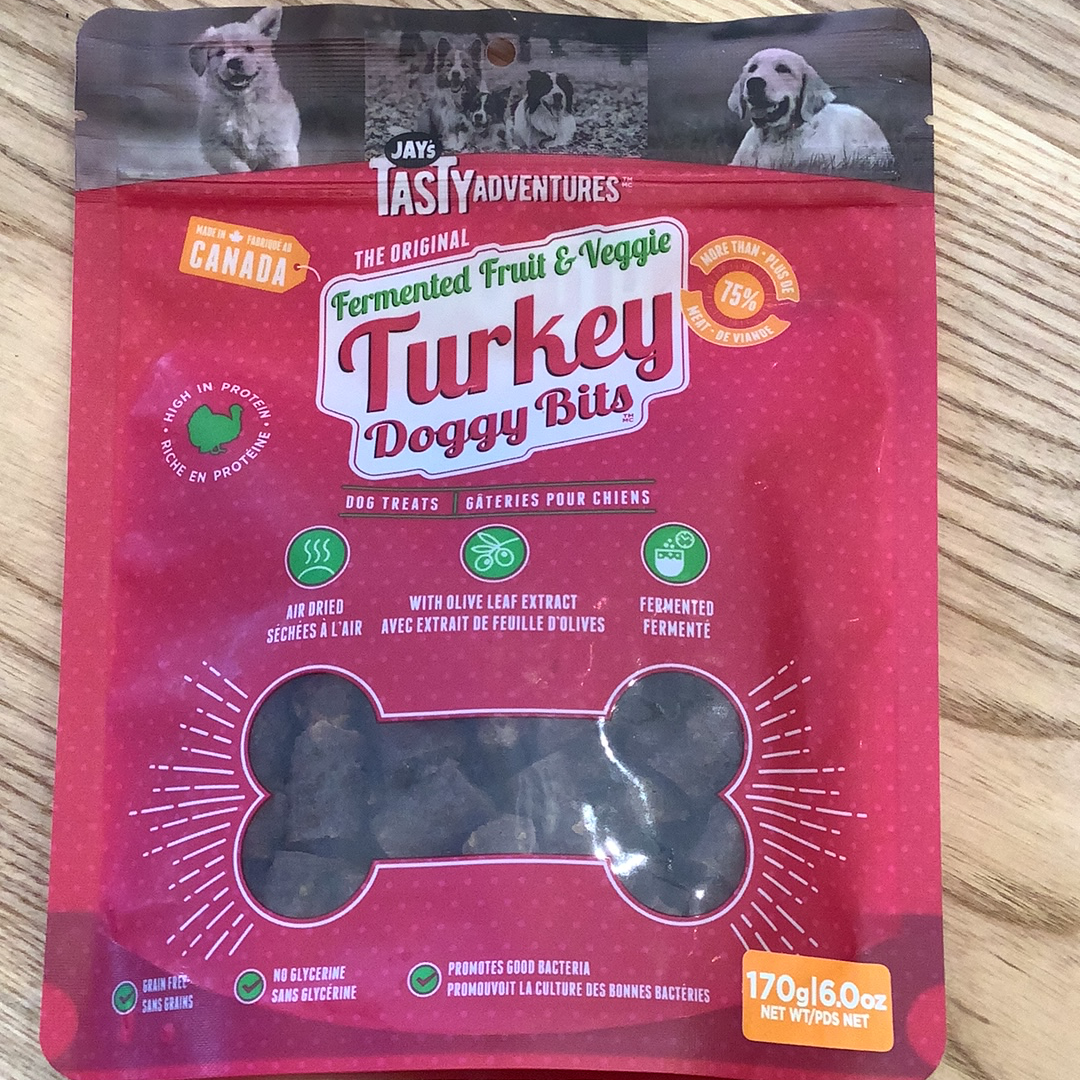 JAY'S
TASTY ADVENTURES™ MC
MADE IN FABRIQUÉ AU
CANADA
THE ORIGINAL
Fermented Fruit & Veggie
Turkey
Doggy Bits™ MC
MORE THAN • PLUS DE
75%
MEAT • DE VIANDE
• HIGH IN PROTEIN •
RICHE EN PROTÉINE
DOG TREATS | GÂTERIES POUR CHIENS
AIR DRIED
SÉCHÉES À L'AIR
WITH OLIVE LEAF EXTRACT
AVEC EXTRAIT DE FEUILLE D'OLIVES
FERMENTED
FERMENTÉ
GRAIN FREE
SANS GRAINS
NO GLYCERINE
SANS GLYCÉRINE
PROMOTES GOOD BACTERIA
PROMOUVOIT LA CULTURE DES BONNES BACTÉRIES
170g|6.0oz
NET WT/PDS NET